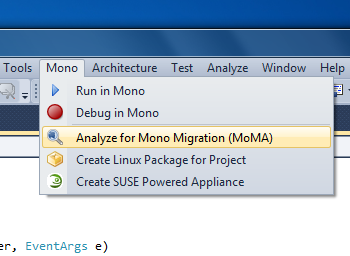 Tools Mono Architecture Test Analyze Window Help
Run in Mono
Debug in Mono
Analyze for Mono Migration (MoMA)
Create Linux Package for Project
Create SUSE Powered Appliance
er, EventArgs e)